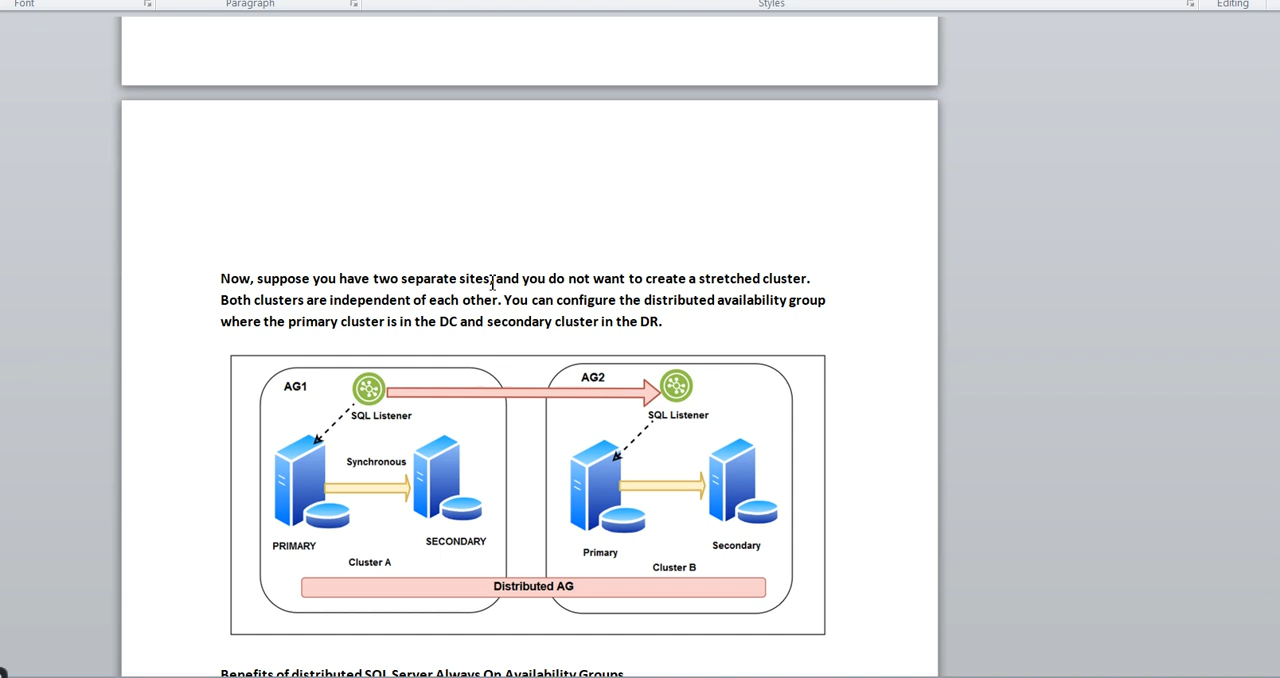 Font Paragraph Styles Editing
Now, suppose you have two separate sites, and you do not want to create a stretched cluster.
Both clusters are independent of each other. You can configure the distributed availability group
where the primary cluster is in the DC and secondary cluster in the DR.
AG1
SQL Listener
Synchronous
PRIMARY
SECONDARY
Cluster A
AG2
SQL Listener
Primary
Secondary
Cluster B
Distributed AG
Benefits of distributed SQL Server Always On Availability Groups